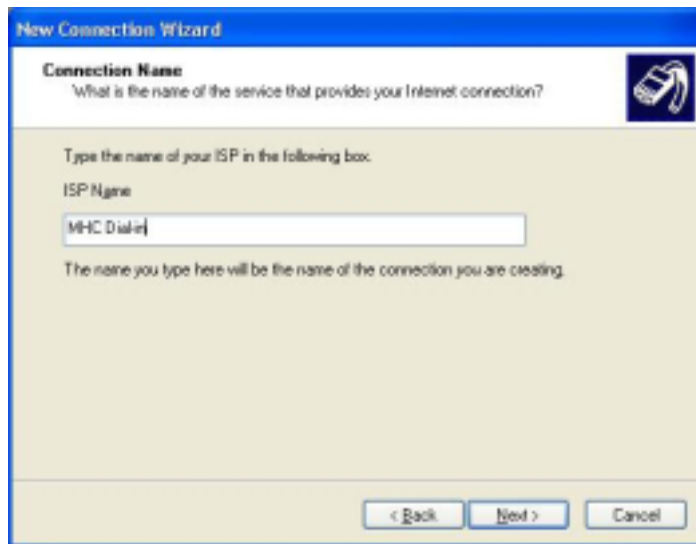 New Connection Wizard
Connection Name
What is the name of the service that provides your Internet connection?
Type the name of your ISP in the following box.
ISP Name
MHC Dial-in
The name you type here will be the name of the connection you are creating.
< Back
Next >
Cancel